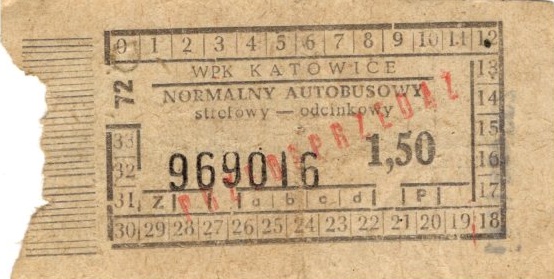 0 1 2 3 4 5 6 7 8 9 10 11 12
WPK KATOWICE
13
72
NORMALNY AUTOBUSOWY
14
strefowy — odcinkowy
PRZEDSPRZEDAŻ
15
33
969016 1,50
16
32
17
31 Z a b c d P
30 29 28 27 26 25 24 23 22 21 20 19 18